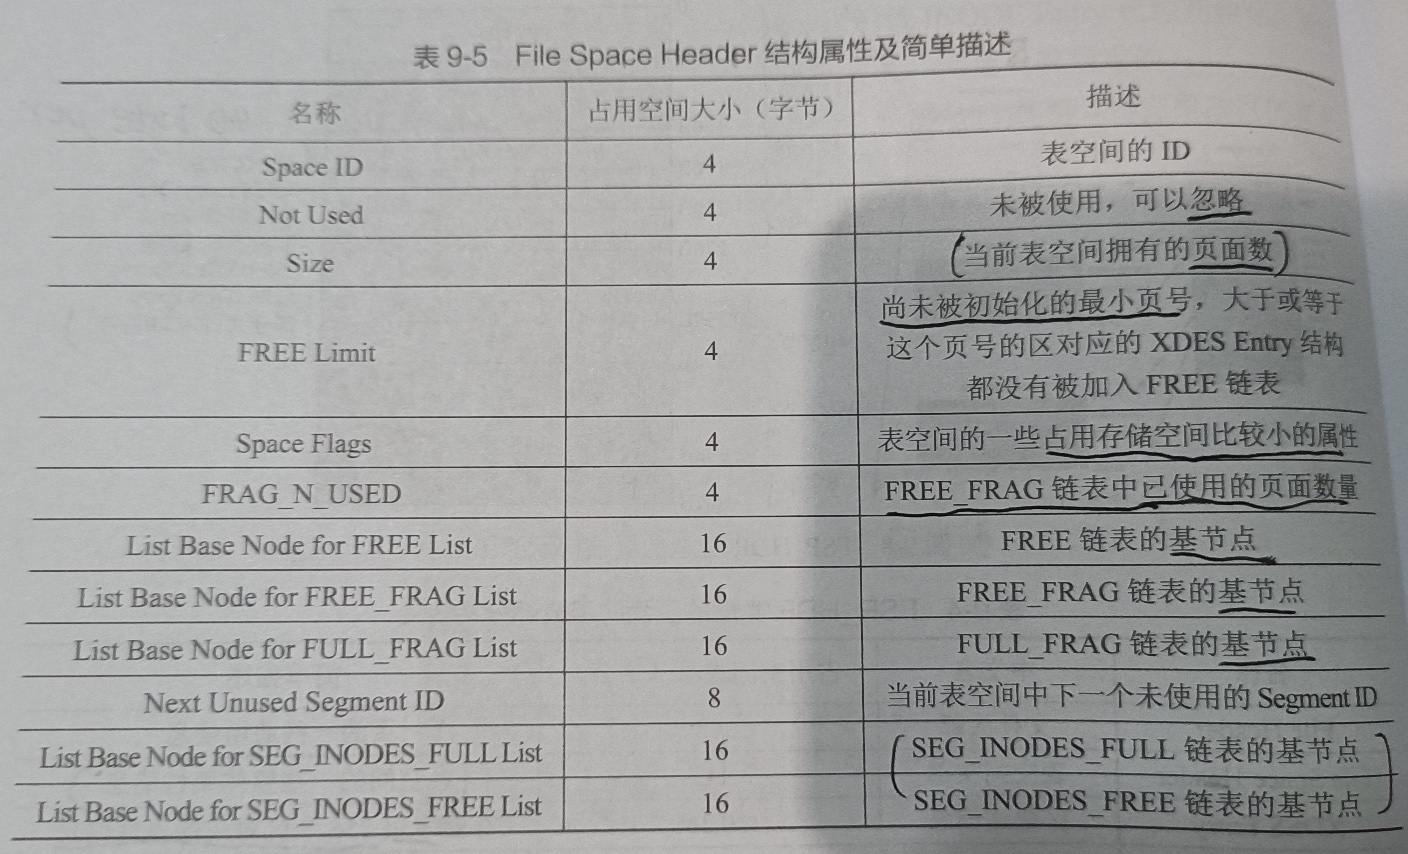 表 9-5 File Space Header 结构属性及简单描述
名称 占用空间大小（字节） 描述
Space ID 4 表空间的 ID
Not Used 4 未被使用，可以忽略
Size 4 当前表空间拥有的页面数
FREE Limit 4 尚未被初始化的最小页号，大于或等于
这个页号的区对应的 XDES Entry 结构
都没有被加入 FREE 链表
Space Flags 4 表空间的一些占用存储空间比较小的属性
FRAG_N_USED 4 FREE_FRAG 链表中已使用的页面数量
List Base Node for FREE List 16 FREE 链表的基节点
List Base Node for FREE_FRAG List 16 FREE_FRAG 链表的基节点
List Base Node for FULL_FRAG List 16 FULL_FRAG 链表的基节点
Next Unused Segment ID 8 当前表空间中下一个未使用的 Segment ID
List Base Node for SEG_INODES_FULL List 16 SEG_INODES_FULL 链表的基节点
List Base Node for SEG_INODES_FREE List 16 SEG_INODES_FREE 链表的基节点